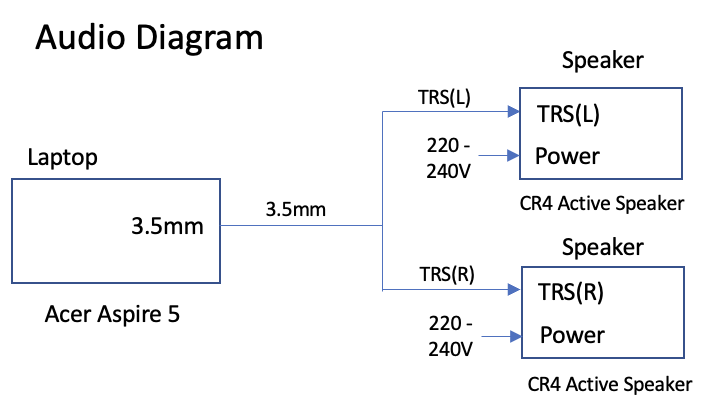 Audio Diagram
Speaker
TRS(L)
TRS(L)
220 -
240V
Power
Laptop
CR4 Active Speaker
3.5mm
3.5mm
Speaker
TRS(R)
TRS(R)
Acer Aspire 5
220 -
240V
Power
CR4 Active Speaker